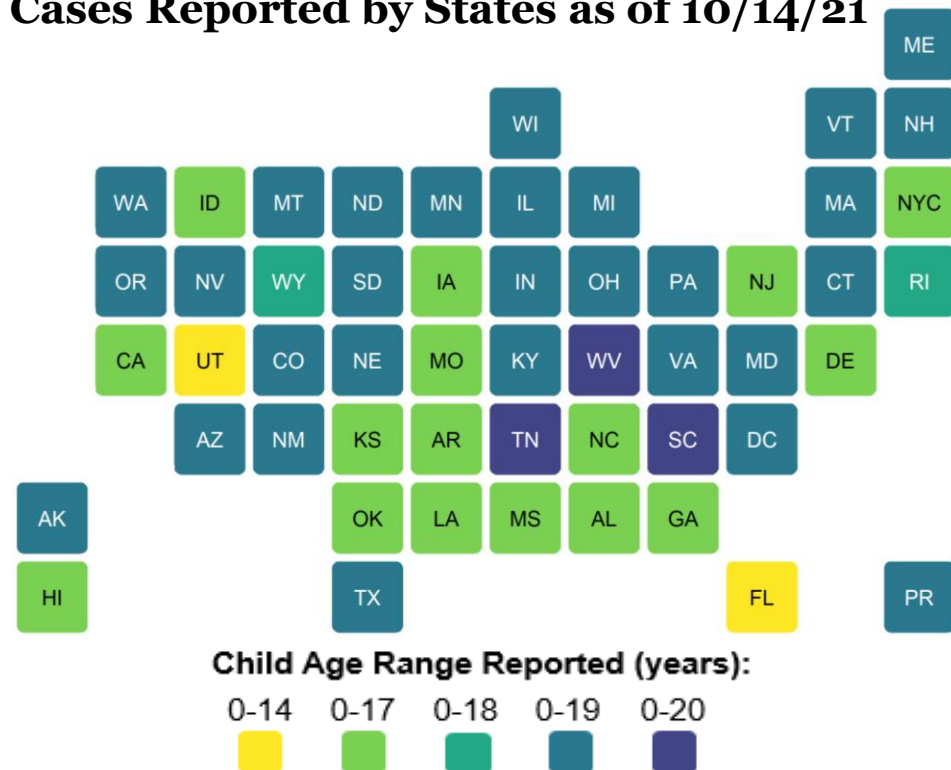 Cases Reported by States as of 10/14/21
ME
WI VT NH
WA ID MT ND MN IL MI MA NYC
OR NV WY SD IA IN OH PA NJ CT RI
CA UT CO NE MO KY WV VA MD DE
AZ NM KS AR TN NC SC DC
AK OK LA MS AL GA
HI TX FL PR
Child Age Range Reported (years):
0-14 0-17 0-18 0-19 0-20